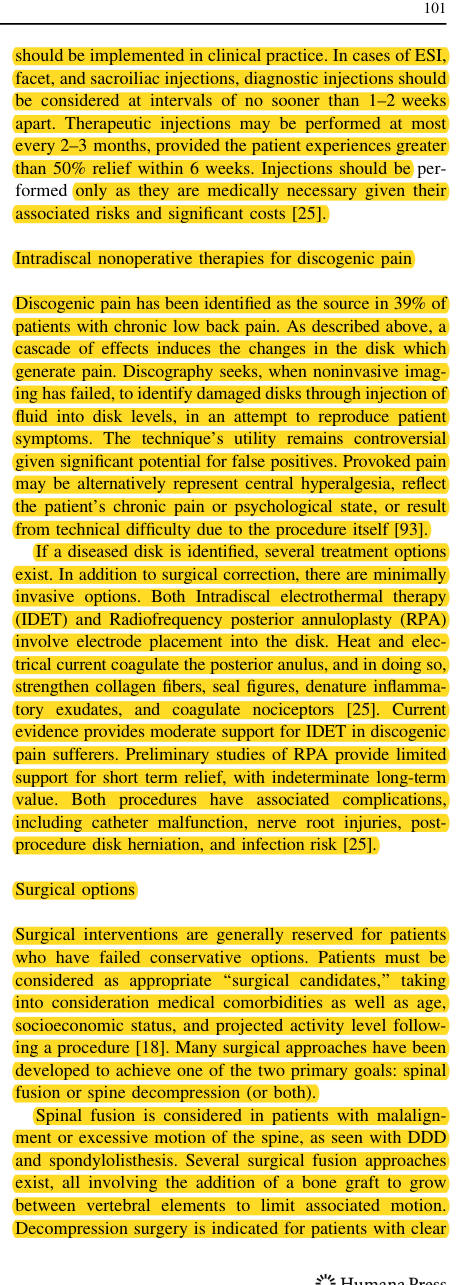 101
should be implemented in clinical practice. In cases of ESI,
facet, and sacroiliac injections, diagnostic injections should
be considered at intervals of no sooner than 1–2 weeks
apart. Therapeutic injections may be performed at most
every 2–3 months, provided the patient experiences greater
than 50% relief within 6 weeks. Injections should be per-
formed only as they are medically necessary given their
associated risks and significant costs [25].
Intradiscal nonoperative therapies for discogenic pain
Discogenic pain has been identified as the source in 39% of
patients with chronic low back pain. As described above, a
cascade of effects induces the changes in the disk which
generate pain. Discography seeks, when noninvasive imag-
ing has failed, to identify damaged disks through injection of
fluid into disk levels, in an attempt to reproduce patient
symptoms. The technique's utility remains controversial
given significant potential for false positives. Provoked pain
may be alternatively represent central hyperalgesia, reflect
the patient's chronic pain or psychological state, or result
from technical difficulty due to the procedure itself [93].
If a diseased disk is identified, several treatment options
exist. In addition to surgical correction, there are minimally
invasive options. Both Intradiscal electrothermal therapy
(IDET) and Radiofrequency posterior annuloplasty (RPA)
involve electrode placement into the disk. Heat and elec-
trical current coagulate the posterior anulus, and in doing so,
strengthen collagen fibers, seal figures, denature inflamma-
tory exudates, and coagulate nociceptors [25]. Current
evidence provides moderate support for IDET in discogenic
pain sufferers. Preliminary studies of RPA provide limited
support for short term relief, with indeterminate long-term
value. Both procedures have associated complications,
including catheter malfunction, nerve root injuries, post-
procedure disk herniation, and infection risk [25].
Surgical options
Surgical interventions are generally reserved for patients
who have failed conservative options. Patients must be
considered as appropriate “surgical candidates,” taking
into consideration medical comorbidities as well as age,
socioeconomic status, and projected activity level follow-
ing a procedure [18]. Many surgical approaches have been
developed to achieve one of the two primary goals: spinal
fusion or spine decompression (or both).
Spinal fusion is considered in patients with malalign-
ment or excessive motion of the spine, as seen with DDD
and spondylolisthesis. Several surgical fusion approaches
exist, all involving the addition of a bone graft to grow
between vertebral elements to limit associated motion.
Decompression surgery is indicated for patients with clear
Humana Press